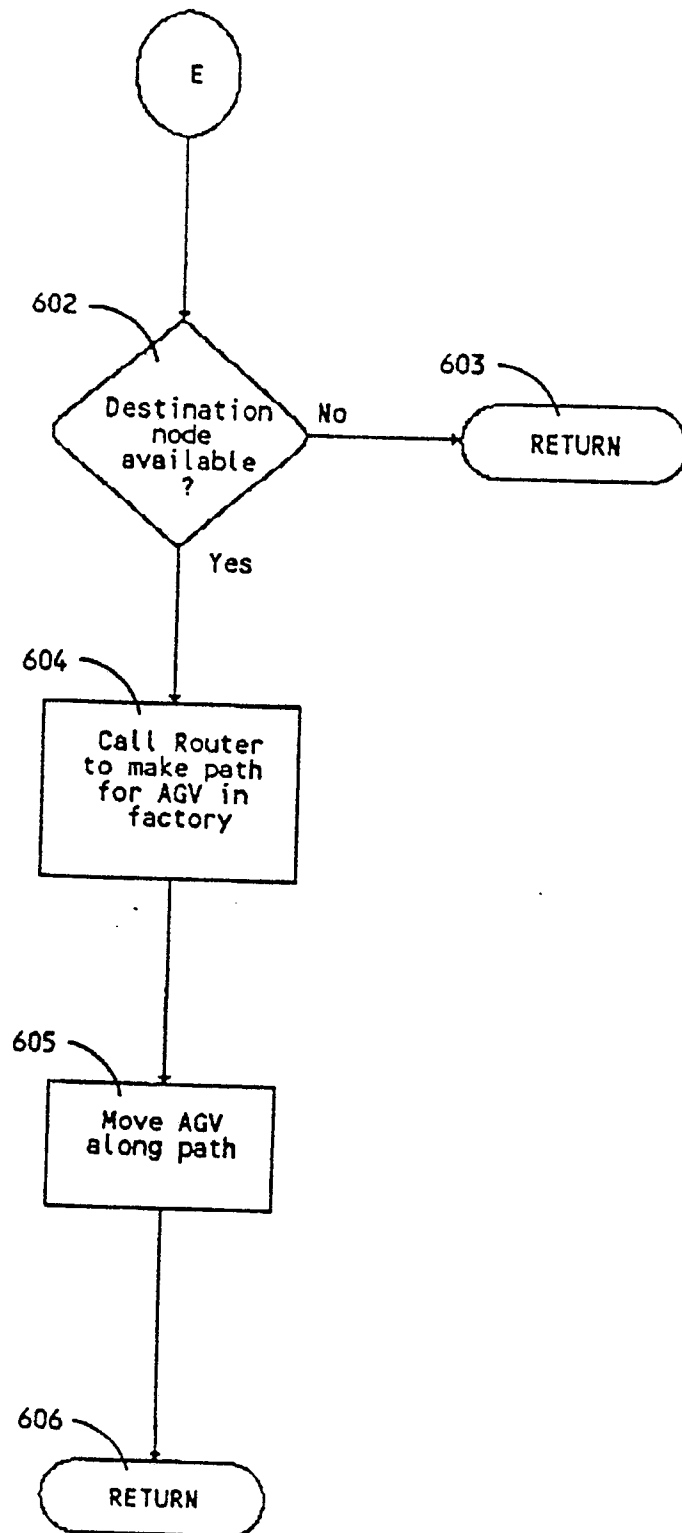 E
602
Destination
node
available
?
No
603
RETURN
Yes
604
Call Router
to make path
for AGV in
factory
605
Move AGV
along path
606
RETURN